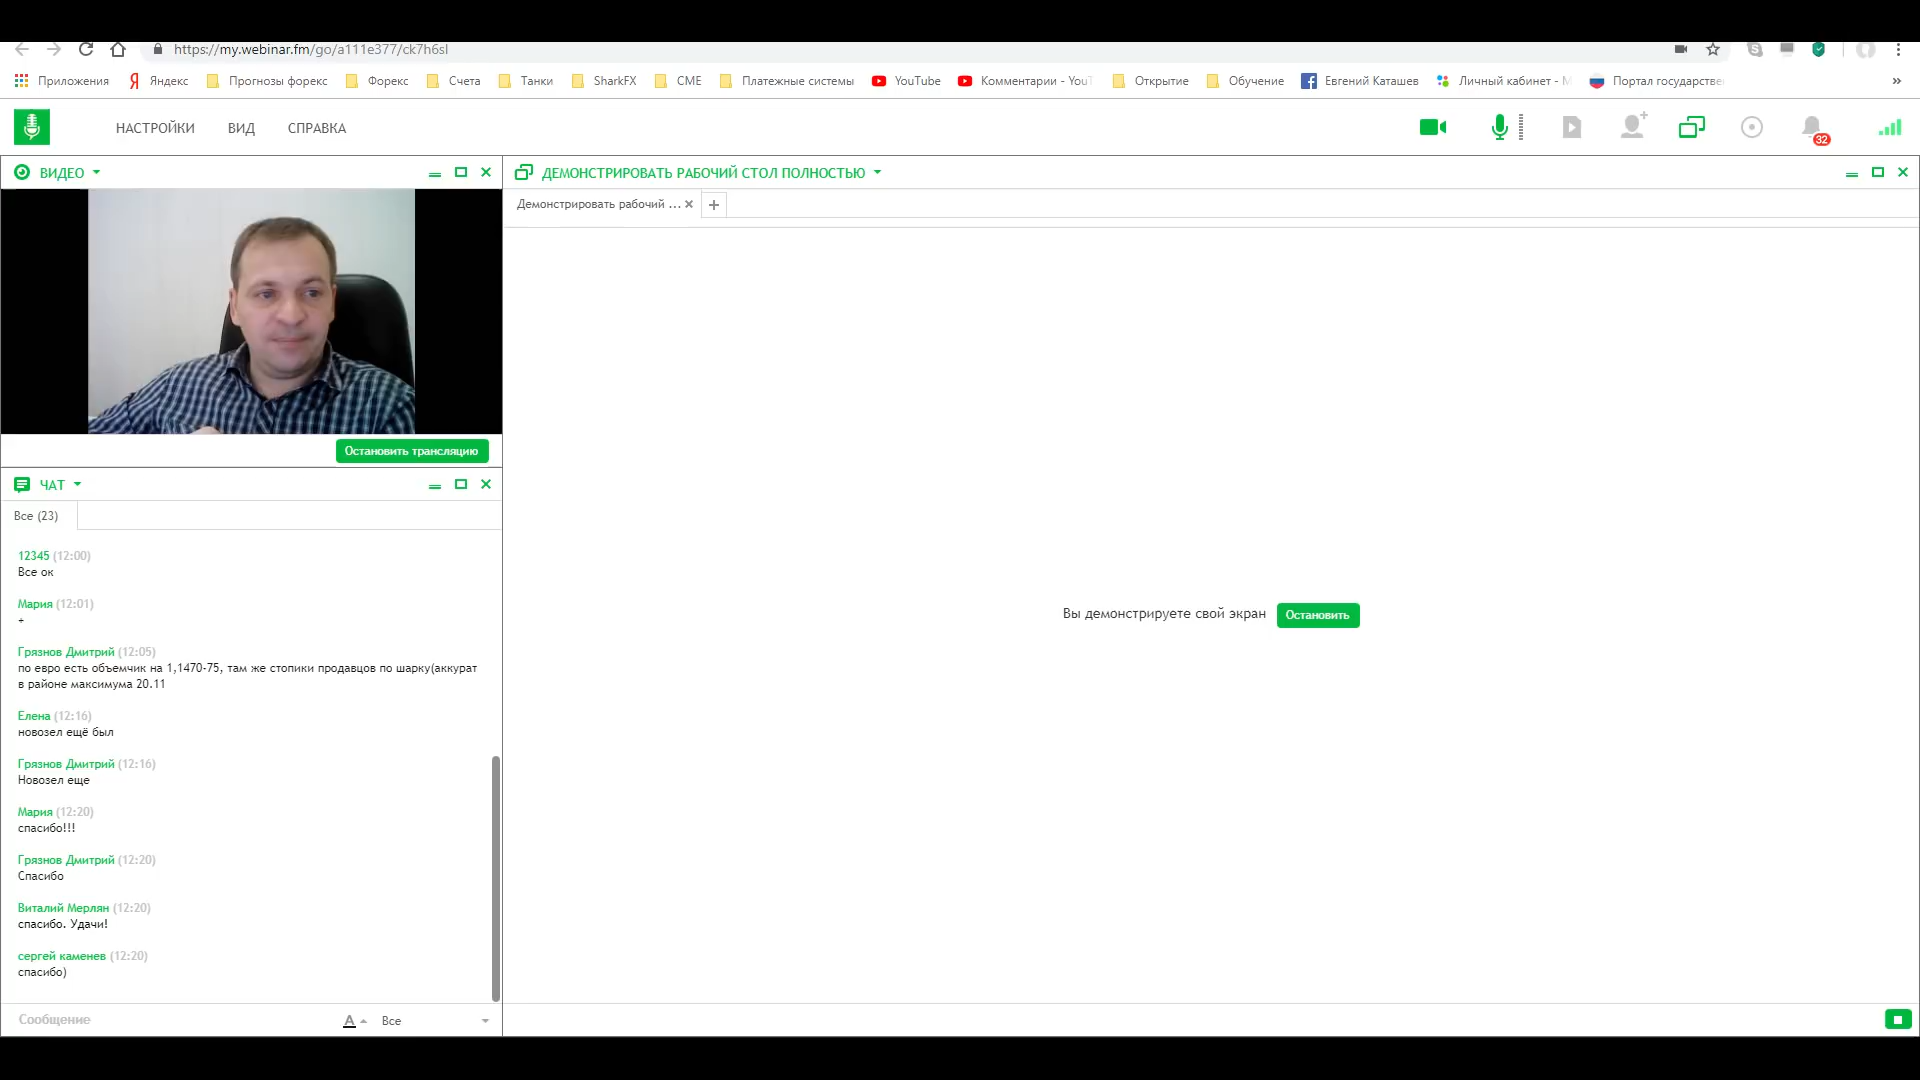 https://my.webinar.fm/go/a111e377/ck7h6sl
Приложения Яндекс Прогнозы форекс Форекс Счета Танки SharkFX CME Платежные системы YouTube Комментарии - YouT Открытие Обучение Евгений Каташев Личный кабинет - М Портал государстве »
НАСТРОЙКИ ВИД СПРАВКА
32
ВИДЕО
ДЕМОНСТРИРОВАТЬ РАБОЧИЙ СТОЛ ПОЛНОСТЬЮ
Демонстрировать рабочий ...
Остановить трансляцию
ЧАТ
Все (23)
12345 (12:00)
Все ок
Мария (12:01)
+
Грязнов Дмитрий (12:05)
по евро есть объемчик на 1,1470-75, там же стопики продавцов по шарку(аккурат
в районе максимума 20.11
Елена (12:16)
новозел ещё был
Грязнов Дмитрий (12:16)
Новозел еще
Мария (12:20)
спасибо!!!
Грязнов Дмитрий (12:20)
Спасибо
Виталий Мерлян (12:20)
спасибо. Удачи!
сергей каменев (12:20)
спасибо)
Сообщение A Все
Вы демонстрируете свой экран Остановить